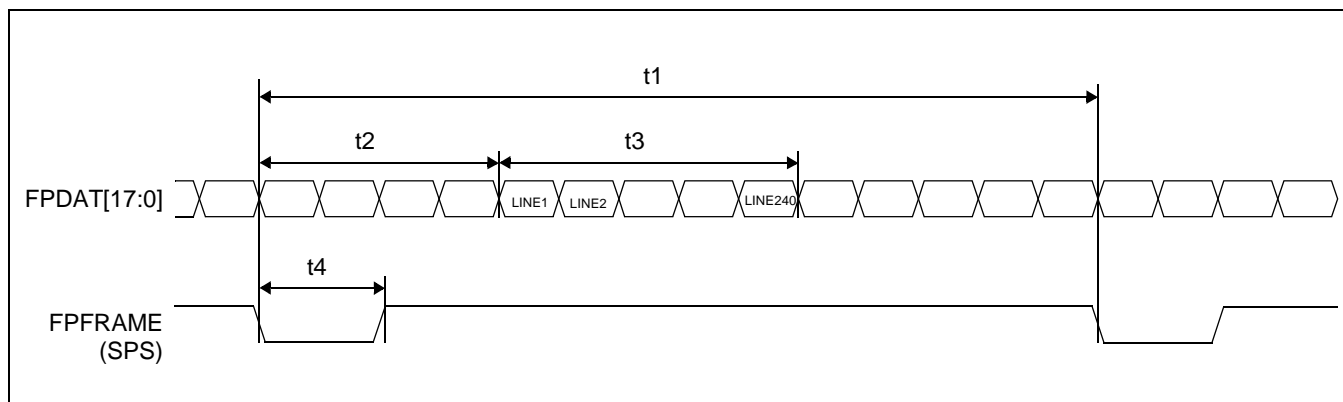 t1
t2
t3
FPDAT[17:0]
LINE1
LINE2
LINE240
t4
FPFRAME
(SPS)